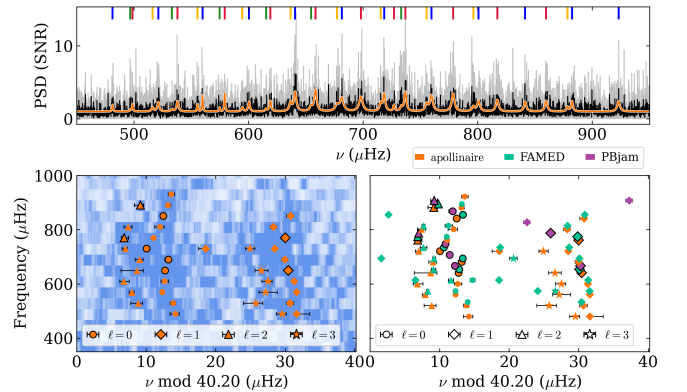 PSD (SNR)
10
0
500
600
700
800
900
ν (μHz)
apollinaire
FAMED
PBjam
Frequency (μHz)
1000
800
600
400
ℓ = 0
ℓ = 1
ℓ = 2
ℓ = 3
0
10
20
30
40
ν mod 40.20 (μHz)
ℓ = 0
ℓ = 1
ℓ = 2
ℓ = 3
0
10
20
30
40
ν mod 40.20 (μHz)